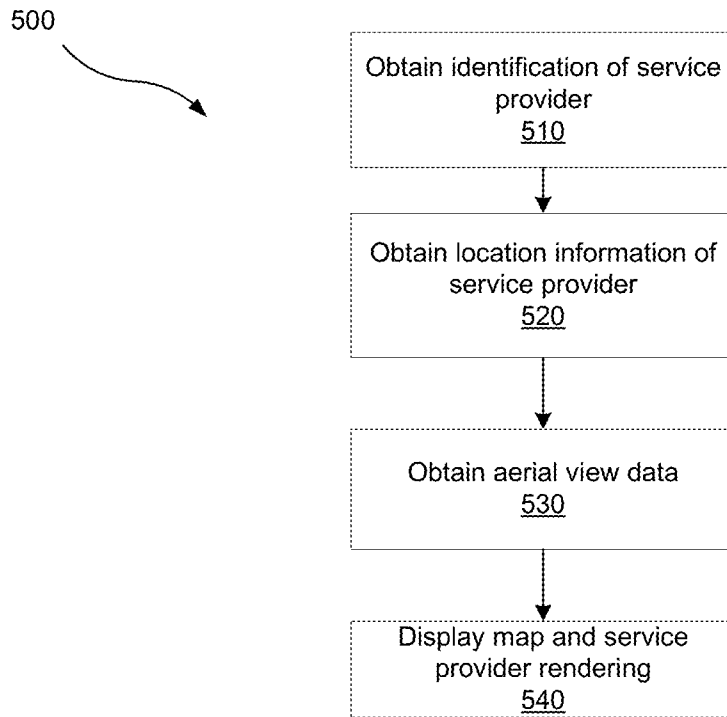 500
Obtain identification of service
provider
510
Obtain location information of
service provider
520
Obtain aerial view data
530
Display map and service
provider rendering
540